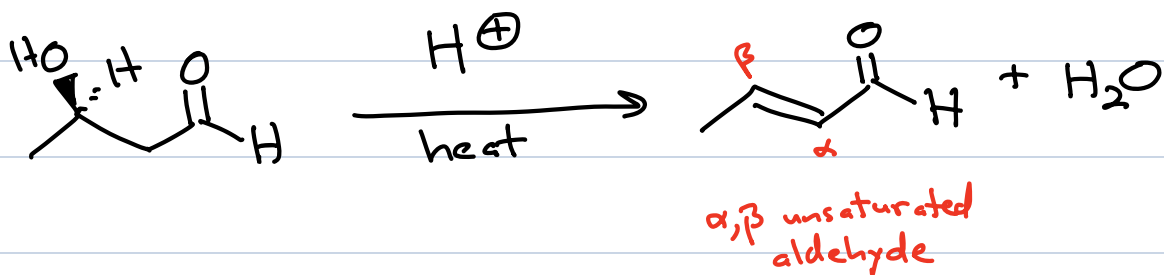 HO H O H
H⊕
heat
β α O H + H₂O
α,β unsaturated
aldehyde